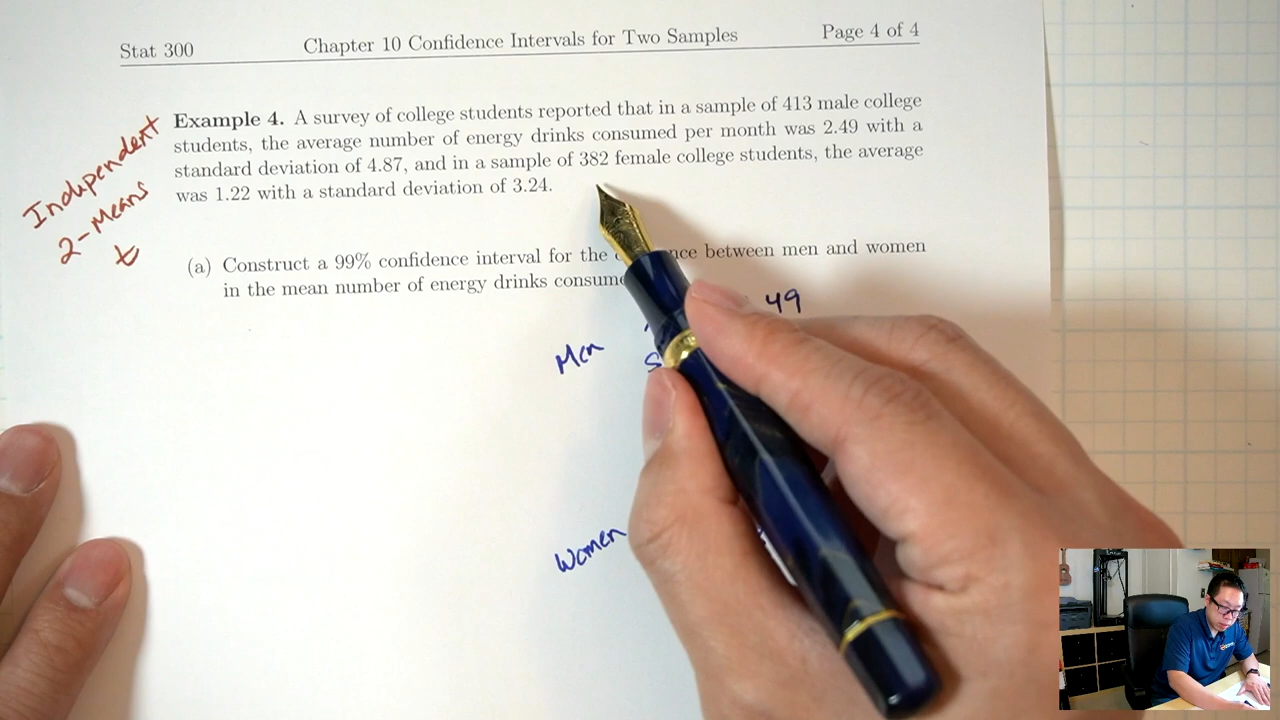 Stat 300 Chapter 10 Confidence Intervals for Two Samples Page 4 of 4
Independent
2-Means
t
Example 4. A survey of college students reported that in a sample of 413 male college
students, the average number of energy drinks consumed per month was 2.49 with a
standard deviation of 4.87, and in a sample of 382 female college students, the average
was 1.22 with a standard deviation of 3.24.
(a) Construct a 99% confidence interval for the between men and women
in the mean number of energy drinks
49
Men S
Women